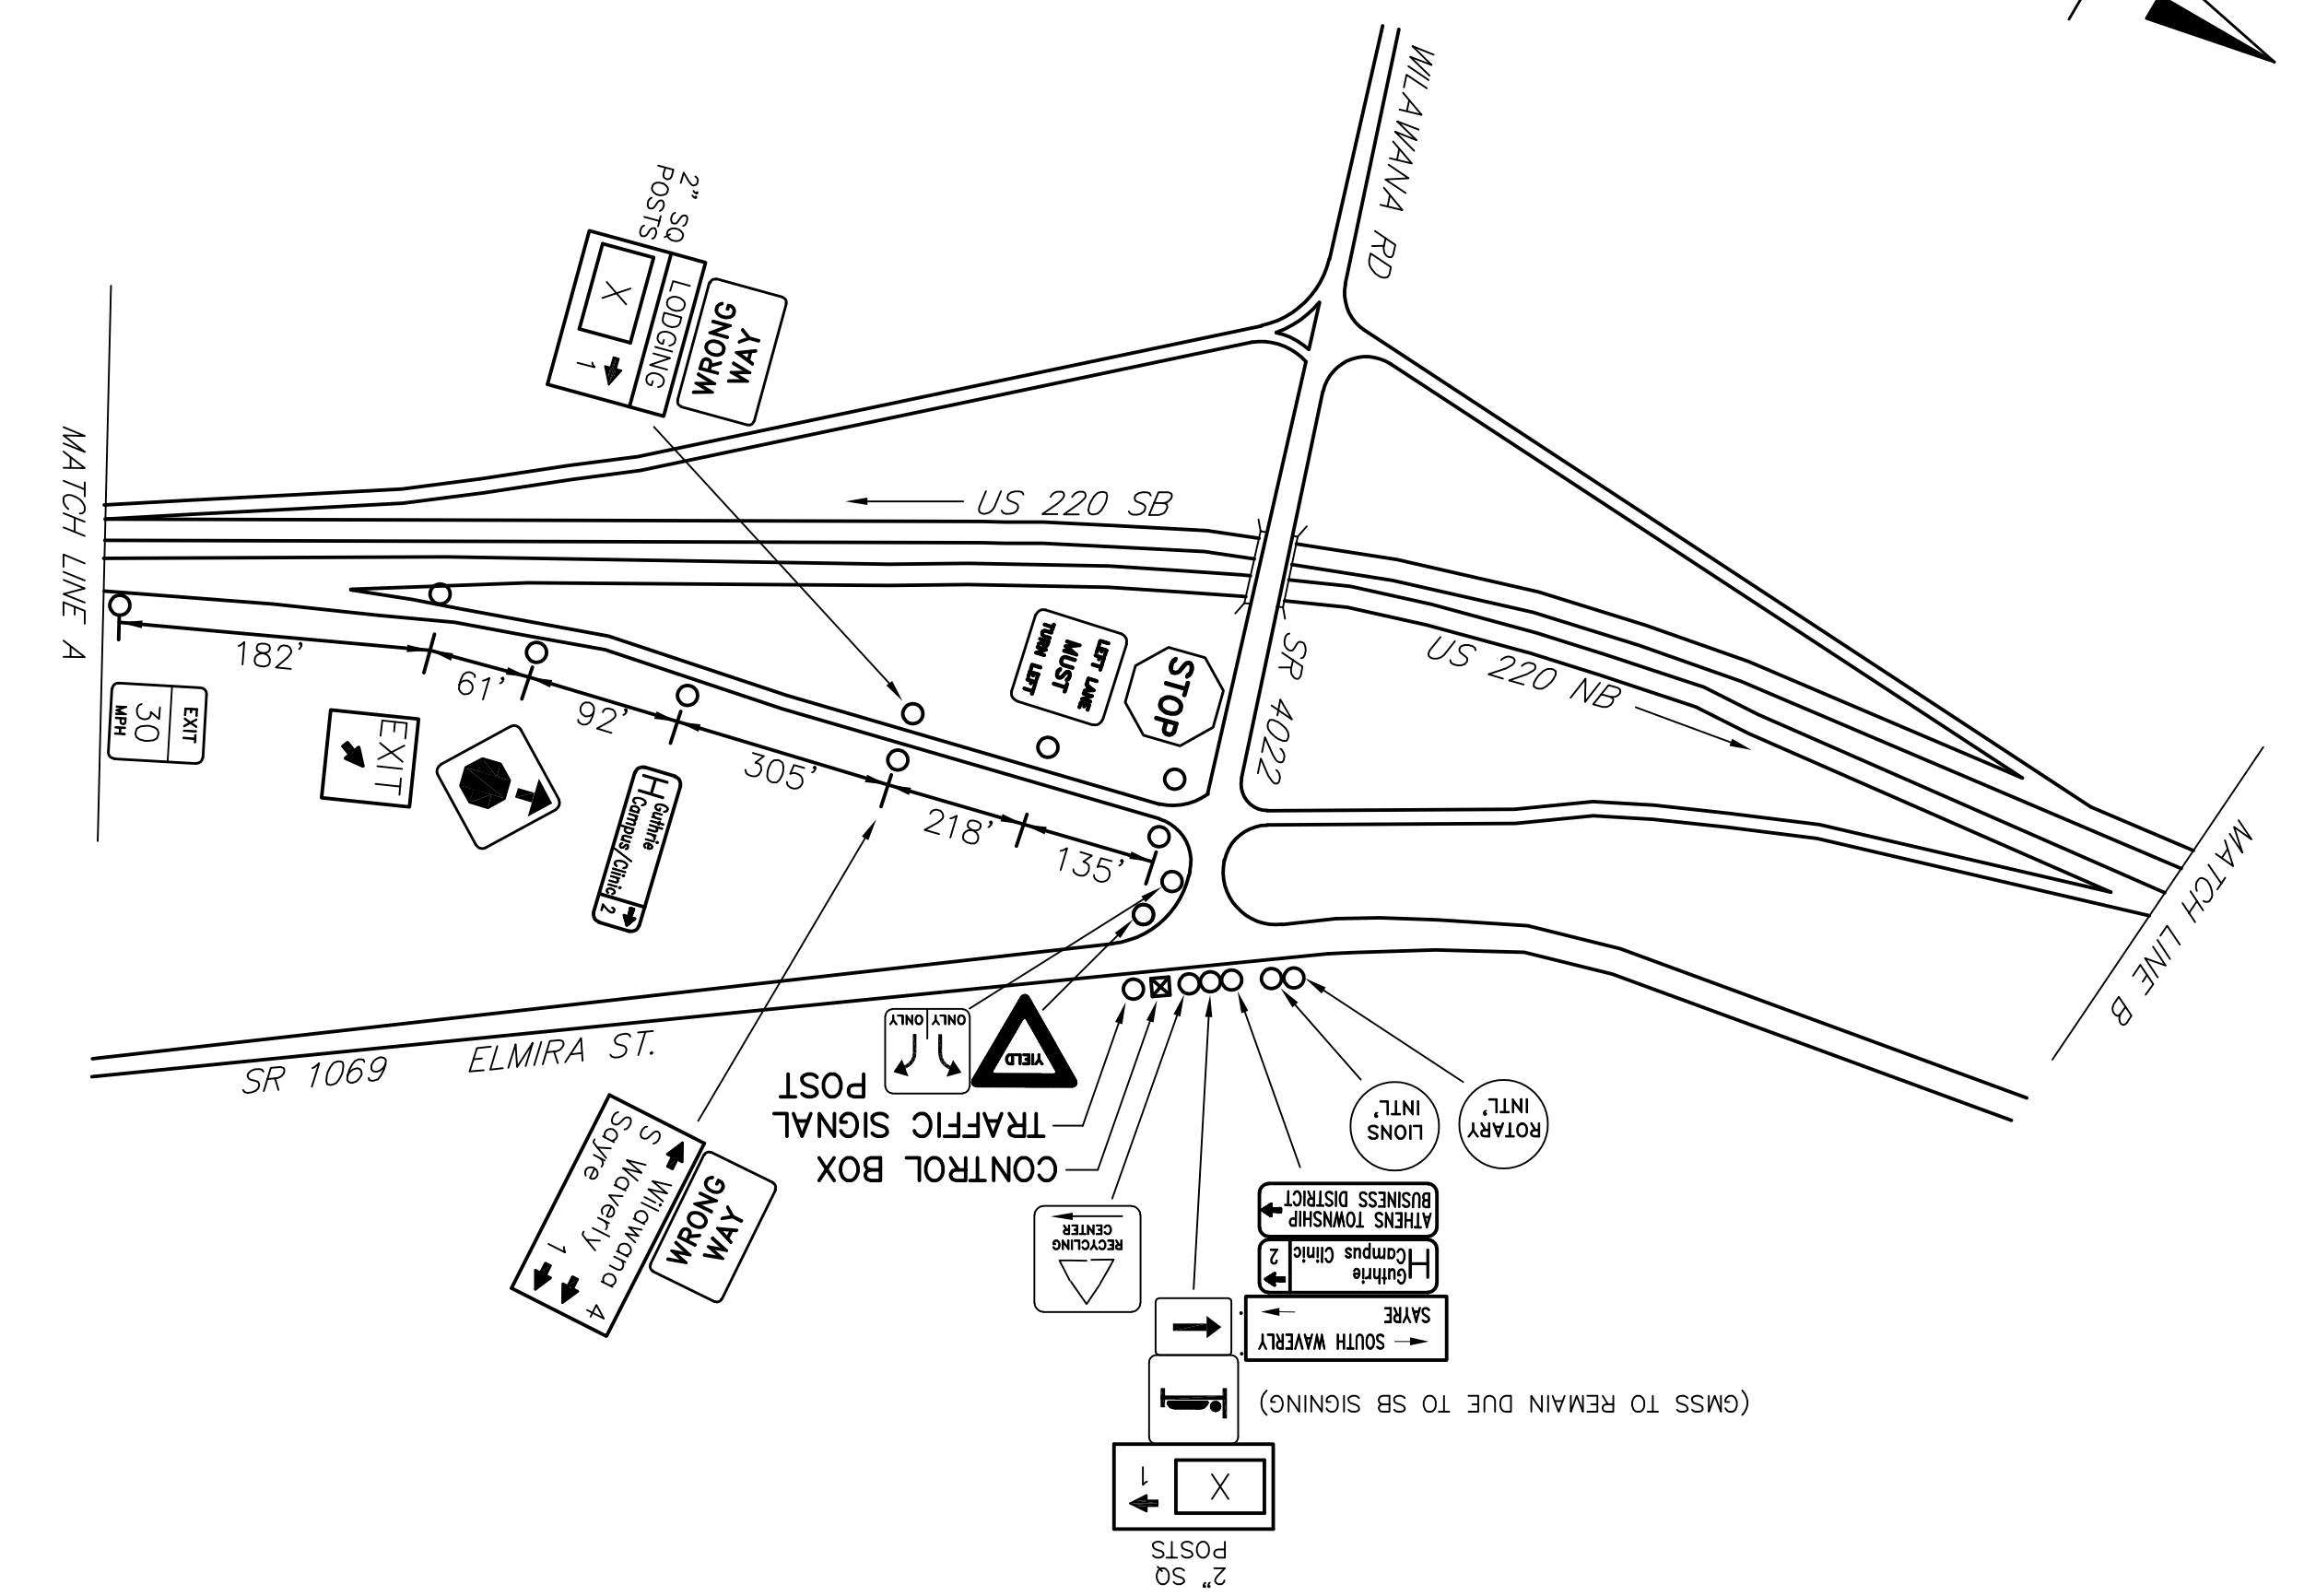 WILAWANA RD
2" SQ
POSTS
LODGING
X
1
WRONG
WAY
MATCH LINE A
US 220 SB
US 220 NB
SR 4022
LEFT LANE
MUST
TURN LEFT
STOP
182'
61'
92'
305'
218'
135'
EXIT
30
MPH
EXIT
H Guthrie
Campus/Clinic 2
MATCH LINE B
SR 1069
ELMIRA ST.
ONLY ONLY
YIELD
TRAFFIC SIGNAL
POST
CONTROL BOX
S Wilawana 4
Waverly 1
Sayre
WRONG
WAY
LIONS
INTL'
ROTARY
INTL'
RECYCLING
CENTER
ATHENS TOWNSHIP
BUSINESS DISTRICT
H Guthrie
Campus Clinic 2
SOUTH WAVERLY
SAYRE
(GMSS TO REMAIN DUE TO SB SIGNING)
X
1
2" SQ
POSTS